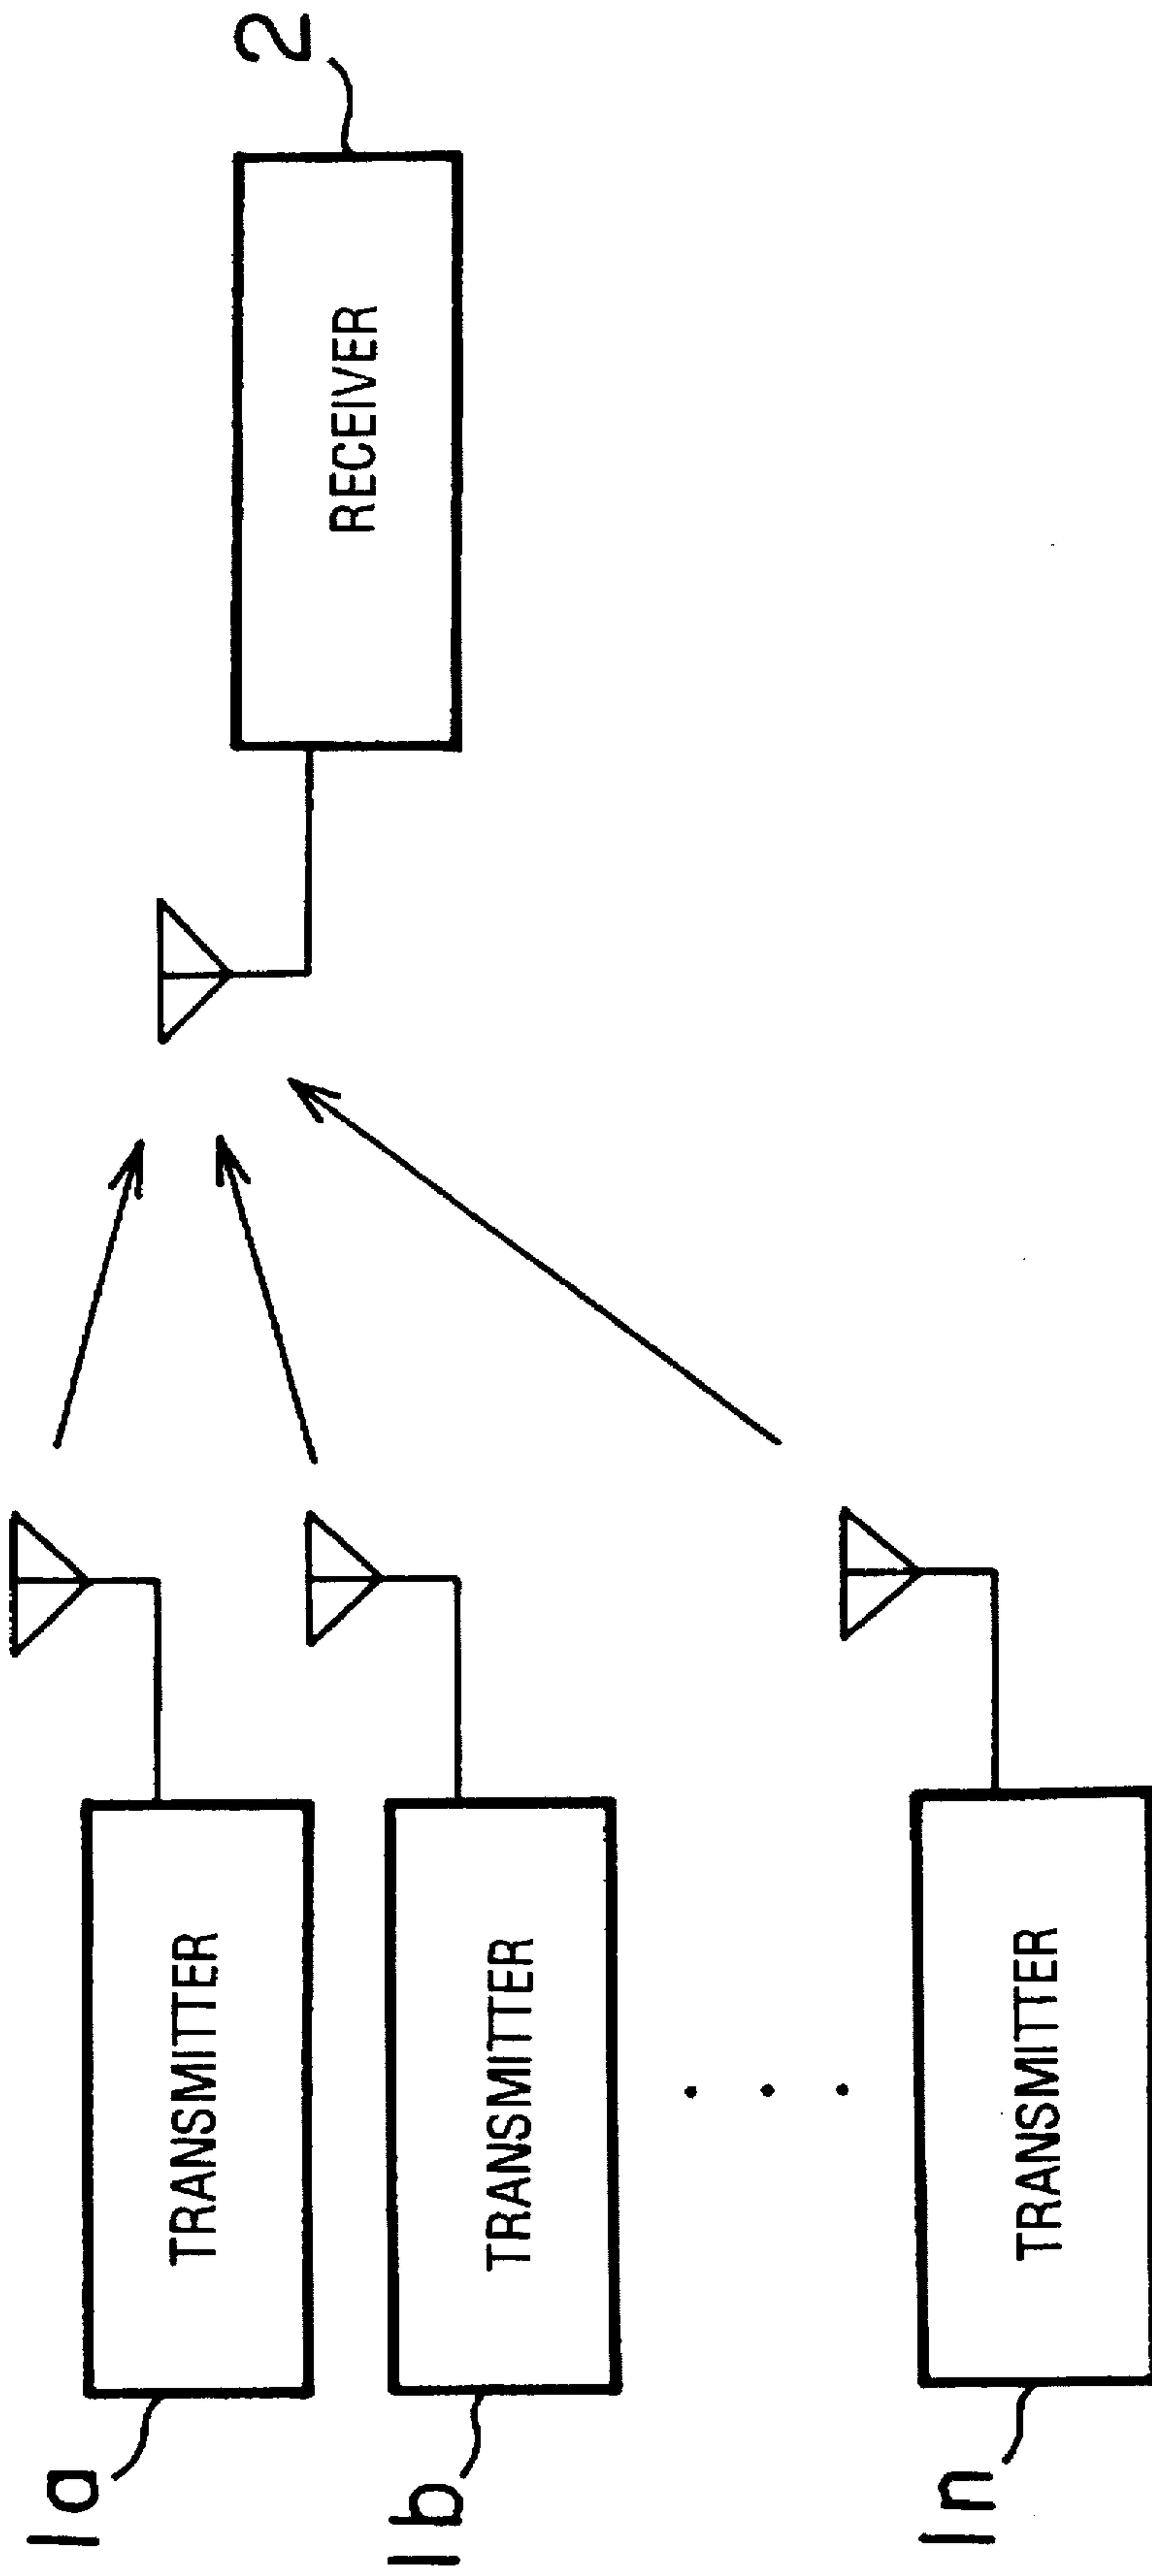 1a
TRANSMITTER
1b
TRANSMITTER
1n
TRANSMITTER
RECEIVER
2